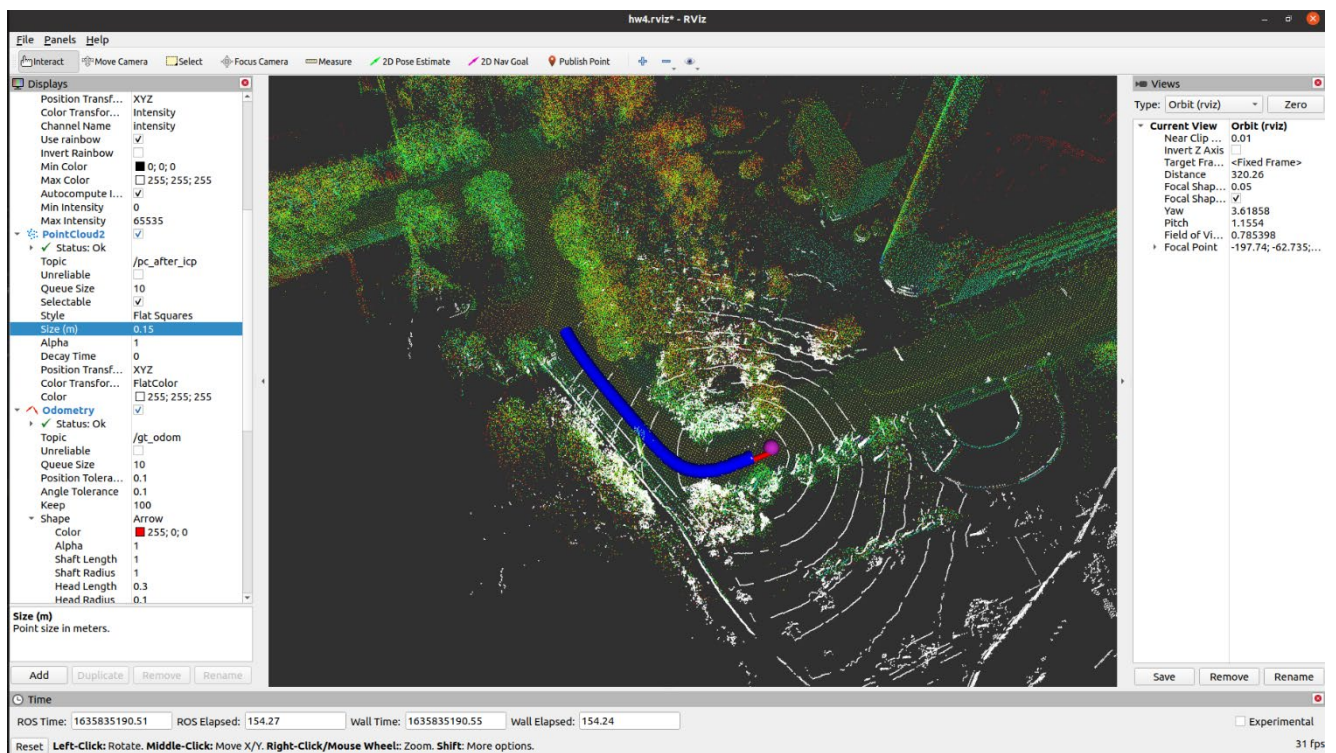 hw4.rviz* - RViz
File Panels Help
Interact Move Camera Select Focus Camera Measure 2D Pose Estimate 2D Nav Goal Publish Point
Displays
Position Transf... XYZ
Color Transfor... Intensity
Channel Name intensity
Use rainbow
Invert Rainbow
Min Color 0; 0; 0
Max Color 255; 255; 255
Autocompute I...
Min Intensity 0
Max Intensity 65535
PointCloud2
Status: Ok
Topic /pc_after_icp
Unreliable
Queue Size 10
Selectable
Style Flat Squares
Size (m) 0.15
Alpha 1
Decay Time 0
Position Transf... XYZ
Color Transfor... FlatColor
Color 255; 255; 255
Odometry
Status: Ok
Topic /gt_odom
Unreliable
Queue Size 10
Position Tolera... 0.1
Angle Tolerance 0.1
Keep 100
Shape Arrow
Color 255; 0; 0
Alpha 1
Shaft Length 1
Shaft Radius 1
Head Length 0.3
Head Radius 0.1
Size (m)
Point size in meters.
Add Duplicate Remove Rename
Views
Type: Orbit (rviz) Zero
Current View Orbit (rviz)
Near Clip ... 0.01
Invert Z Axis
Target Fra... <Fixed Frame>
Distance 320.26
Focal Shap... 0.05
Focal Shap...
Yaw 3.61858
Pitch 1.1554
Field of Vi... 0.785398
Focal Point -197.74; -62.735;...
Save Remove Rename
Time
ROS Time: 1635835190.51 ROS Elapsed: 154.27 Wall Time: 1635835190.55 Wall Elapsed: 154.24 Experimental
Reset Left-Click: Rotate. Middle-Click: Move X/Y. Right-Click/Mouse Wheel:: Zoom. Shift: More options. 31 fps